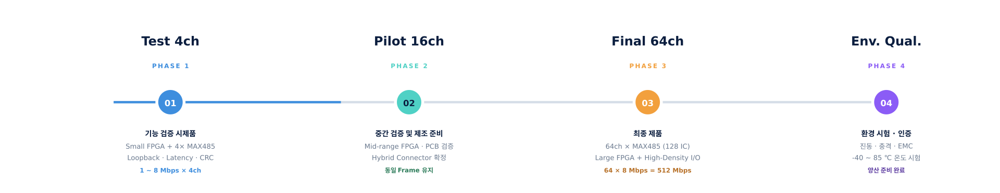 Test 4ch
PHASE 1
01
기능 검증 시제품
Small FPGA + 4× MAX485
Loopback · Latency · CRC
1 ~ 8 Mbps × 4ch
Pilot 16ch
PHASE 2
02
중간 검증 및 제조 준비
Mid-range FPGA · PCB 검증
Hybrid Connector 확정
동일 Frame 유지
Final 64ch
PHASE 3
03
최종 제품
64ch × MAX485 (128 IC)
Large FPGA + High-Density I/O
64 × 8 Mbps = 512 Mbps
Env. Qual.
PHASE 4
04
환경 시험 · 인증
진동 · 충격 · EMC
-40 ~ 85 ℃ 온도 시험
양산 준비 완료